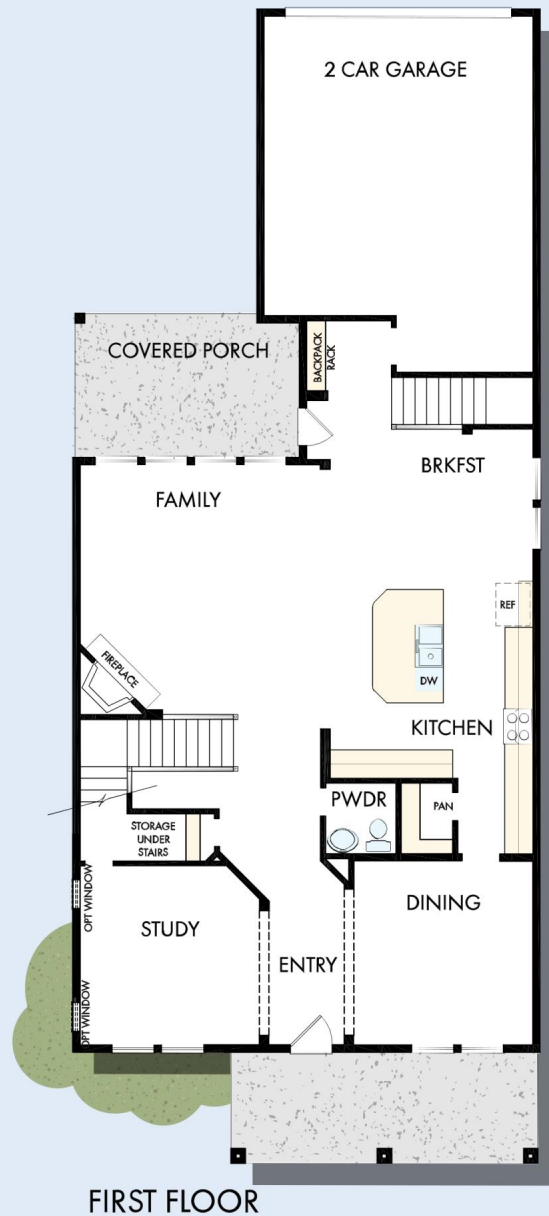 2 CAR GARAGE
COVERED PORCH
BACKPACK
RACK
BRKFST
FAMILY
REF
FIREPLACE
DW
KITCHEN
PWDR
PAN
STORAGE
UNDER
STAIRS
OPT WINDOW
DINING
STUDY
ENTRY
OPT WINDOW
FIRST FLOOR